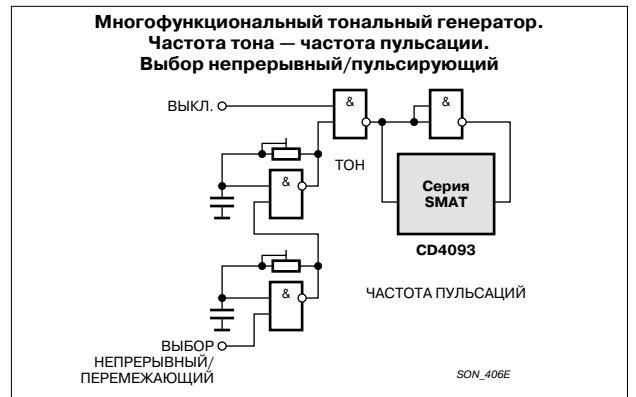 Многофункциональный тональный генератор.
Частота тона — частота пульсации.
Выбор непрерывный/пульсирующий
ВЫКЛ.
&
&
ТОН
&
Серия
SMAT
CD4093
&
ЧАСТОТА ПУЛЬСАЦИЙ
ВЫБОР
НЕПРЕРЫВНЫЙ/
ПЕРЕМЕЖАЮЩИЙ
SON_406E